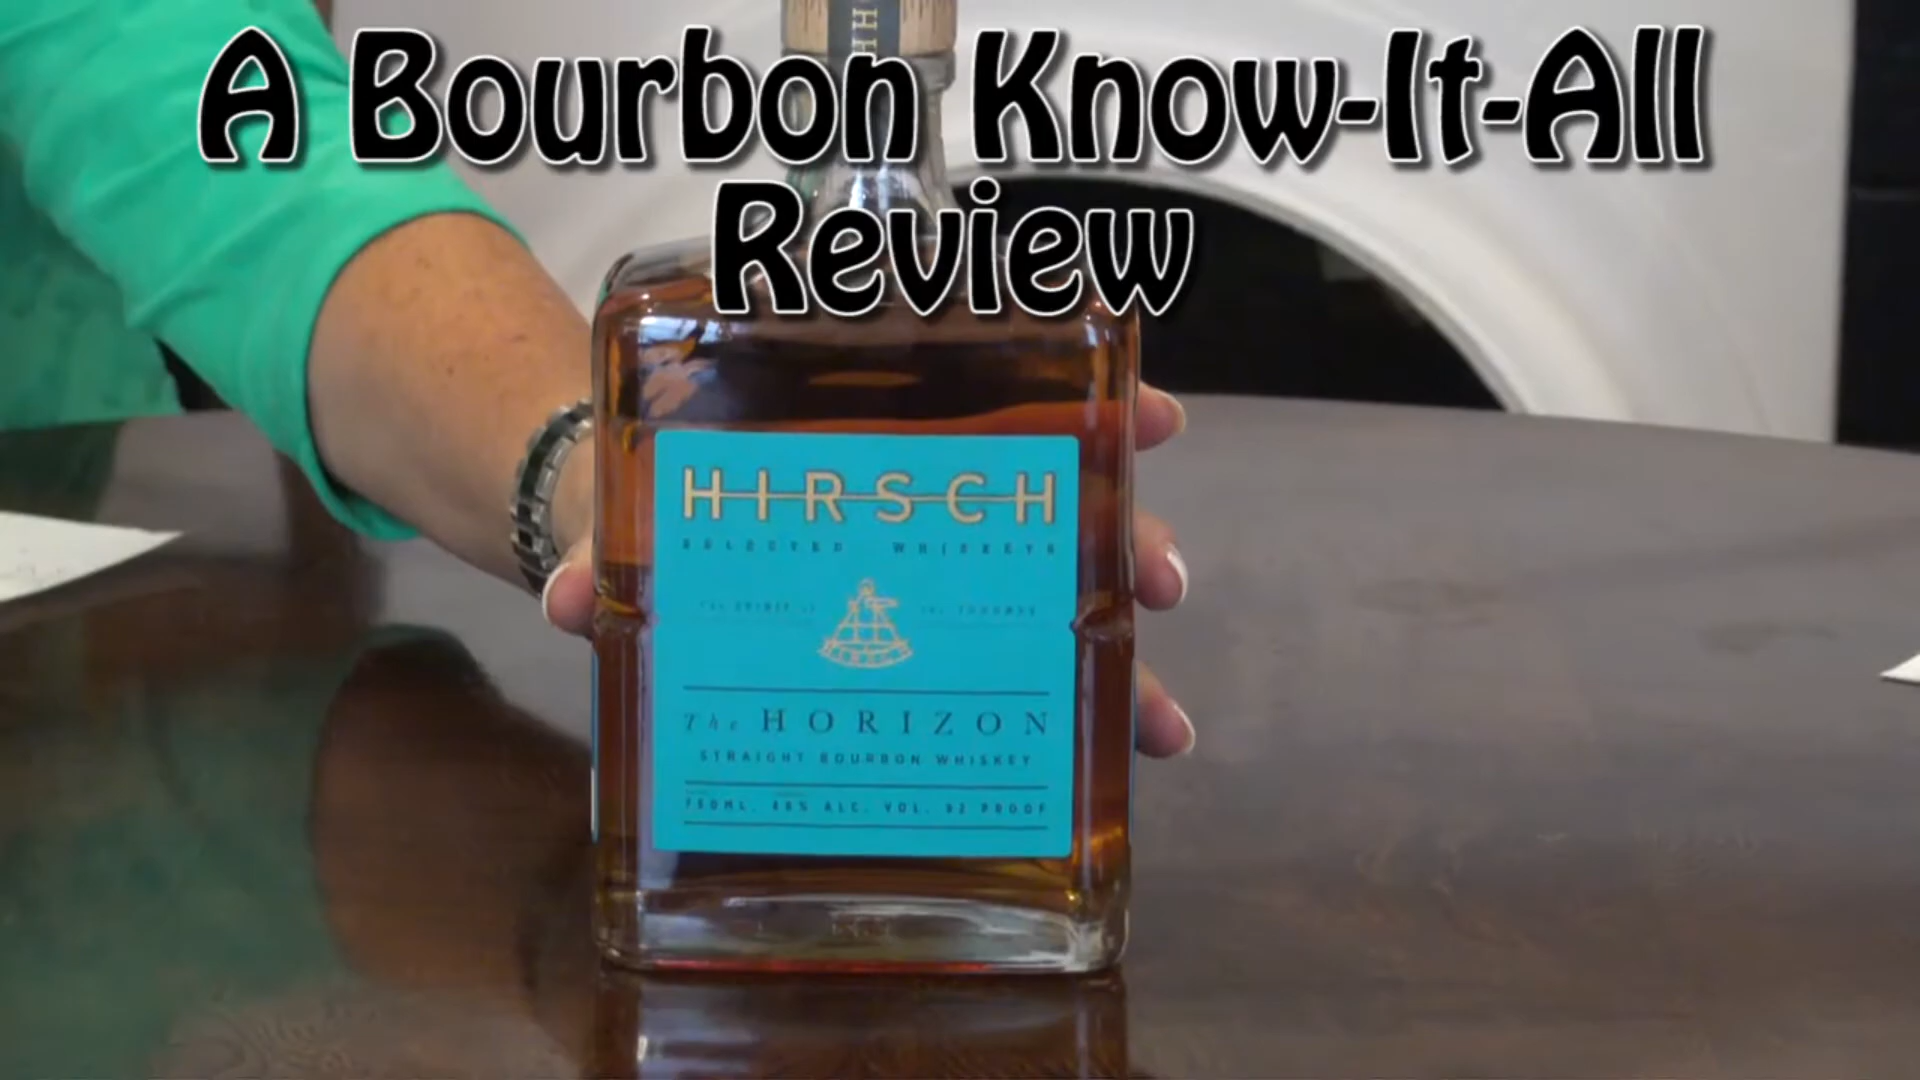 A Bourbon Know-It-All
Review
HIRSCH
SELECTED WHISKEYS
HIRSCH
The HORIZON
STRAIGHT BOURBON WHISKEY
750ML. 46% ALC. VOL. 92 PROOF